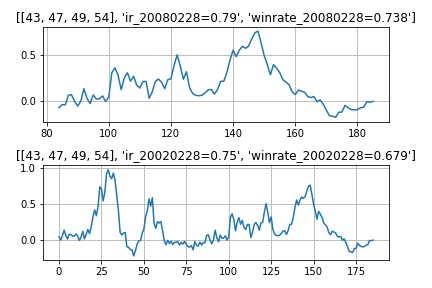 [[43, 47, 49, 54], 'ir_20080228=0.79', 'winrate_20080228=0.738']
0.5
0.0
80 100 120 140 160 180
[[43, 47, 49, 54], 'ir_20020228=0.75', 'winrate_20020228=0.679']
1.0
0.5
0.0
0 25 50 75 100 125 150 175